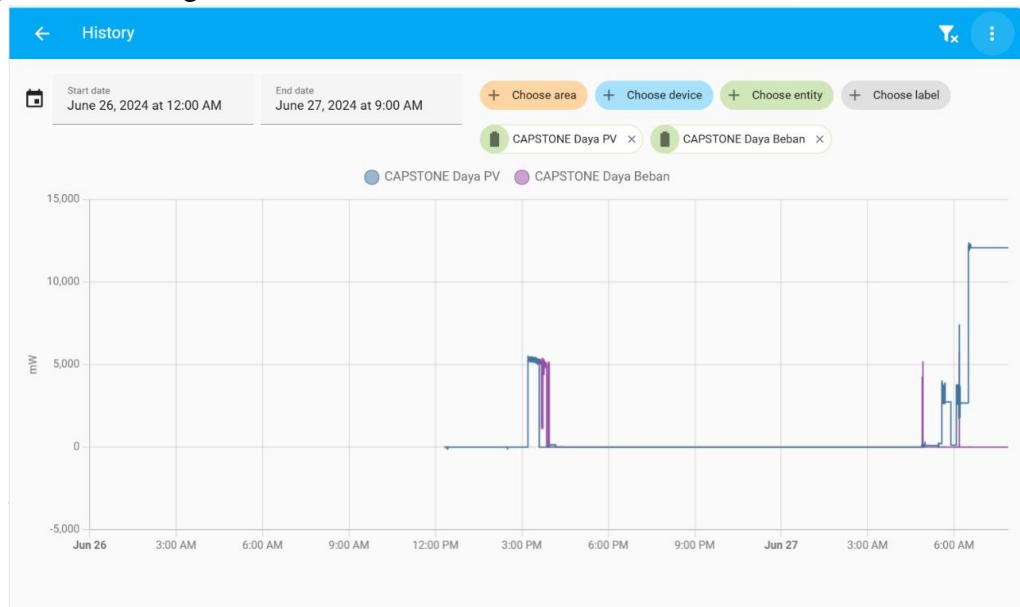 History
Start date
June 26, 2024 at 12:00 AM
End date
June 27, 2024 at 9:00 AM
+ Choose area
+ Choose device
+ Choose entity
+ Choose label
CAPSTONE Daya PV ×
CAPSTONE Daya Beban ×
CAPSTONE Daya PV
CAPSTONE Daya Beban
mW
15,000
10,000
5,000
0
-5,000
Jun 26
3:00 AM
6:00 AM
9:00 AM
12:00 PM
3:00 PM
6:00 PM
9:00 PM
Jun 27
3:00 AM
6:00 AM